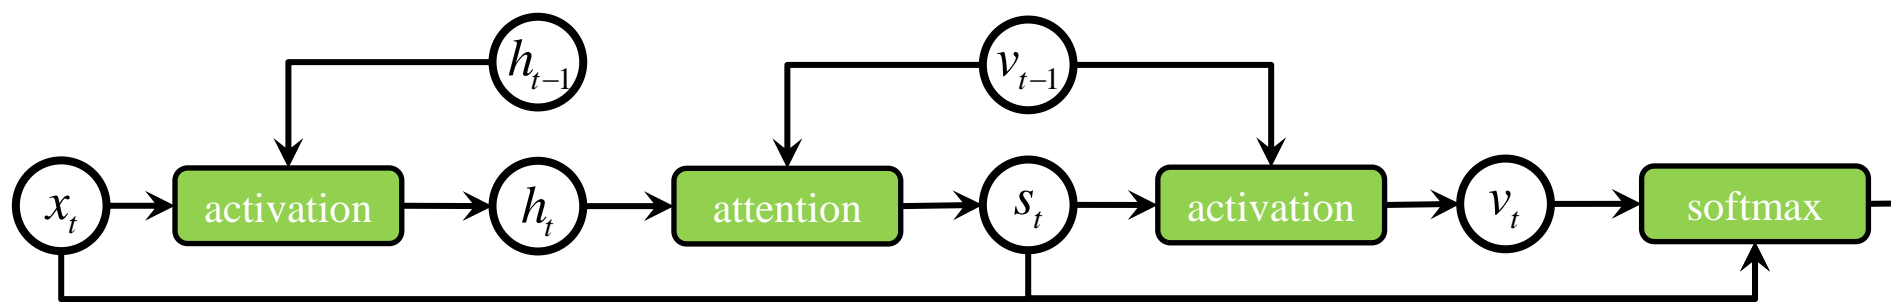 h_{t-1}
v_{t-1}
x_t
activation
h_t
attention
s_t
activation
v_t
softmax